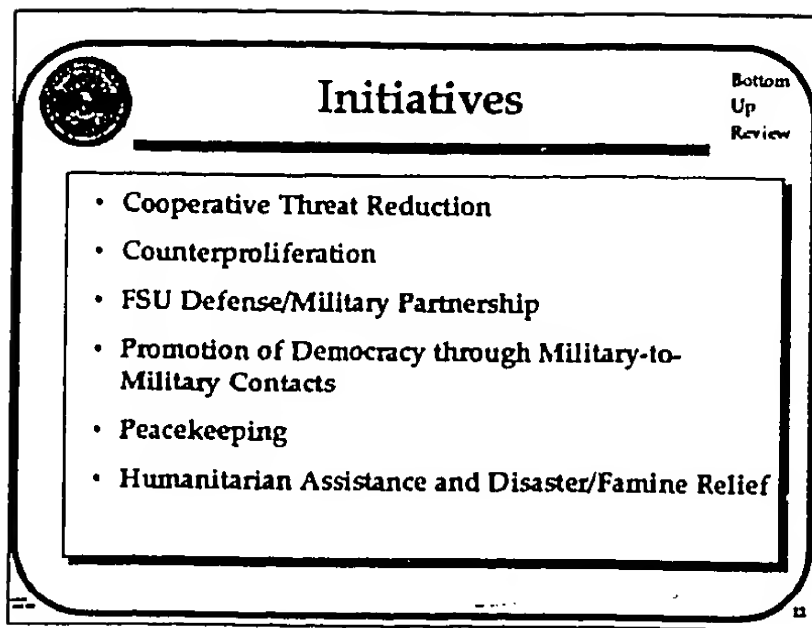 Initiatives
Bottom
Up
Review
• Cooperative Threat Reduction
• Counterproliferation
• FSU Defense/Military Partnership
• Promotion of Democracy through Military-to-
Military Contacts
• Peacekeeping
• Humanitarian Assistance and Disaster/Famine Relief